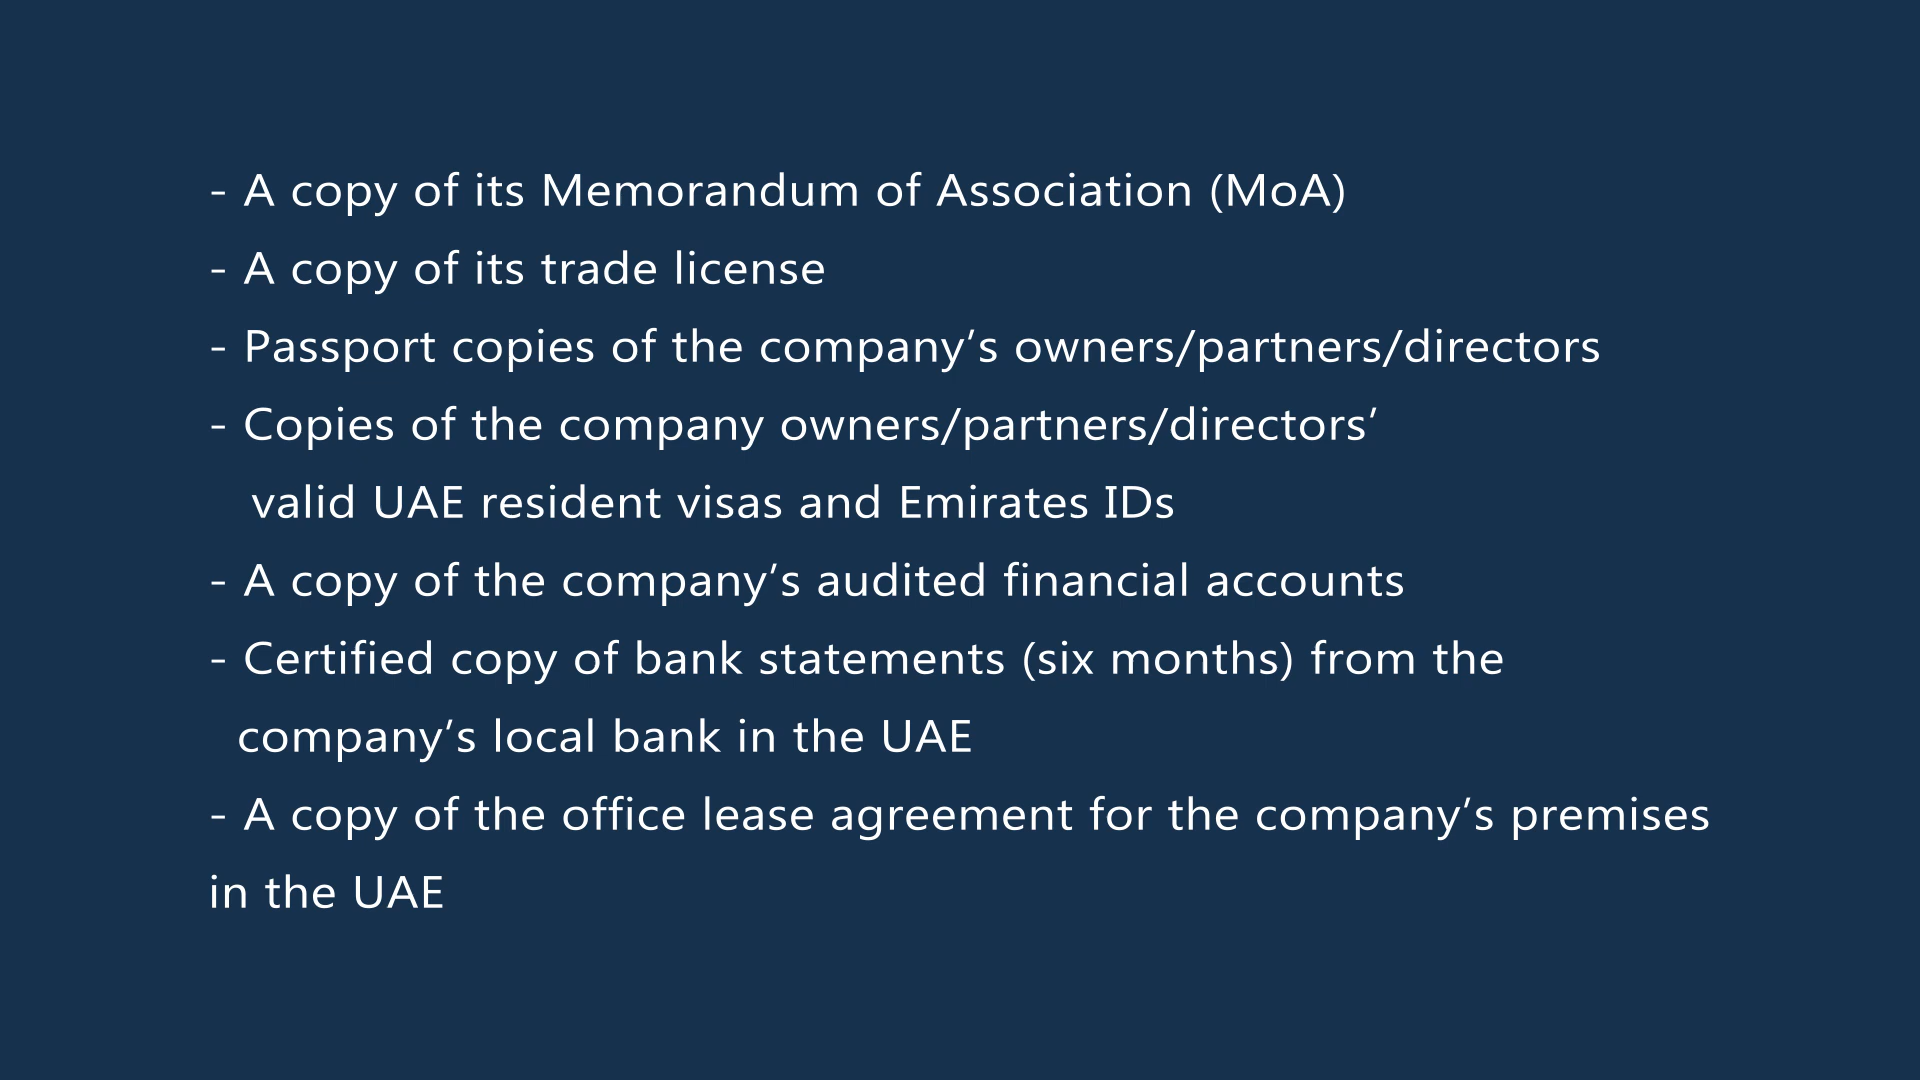 - A copy of its Memorandum of Association (MoA)
- A copy of its trade license
- Passport copies of the company’s owners/partners/directors
- Copies of the company owners/partners/directors’
valid UAE resident visas and Emirates IDs
- A copy of the company’s audited financial accounts
- Certified copy of bank statements (six months) from the
company’s local bank in the UAE
- A copy of the office lease agreement for the company’s premises
in the UAE